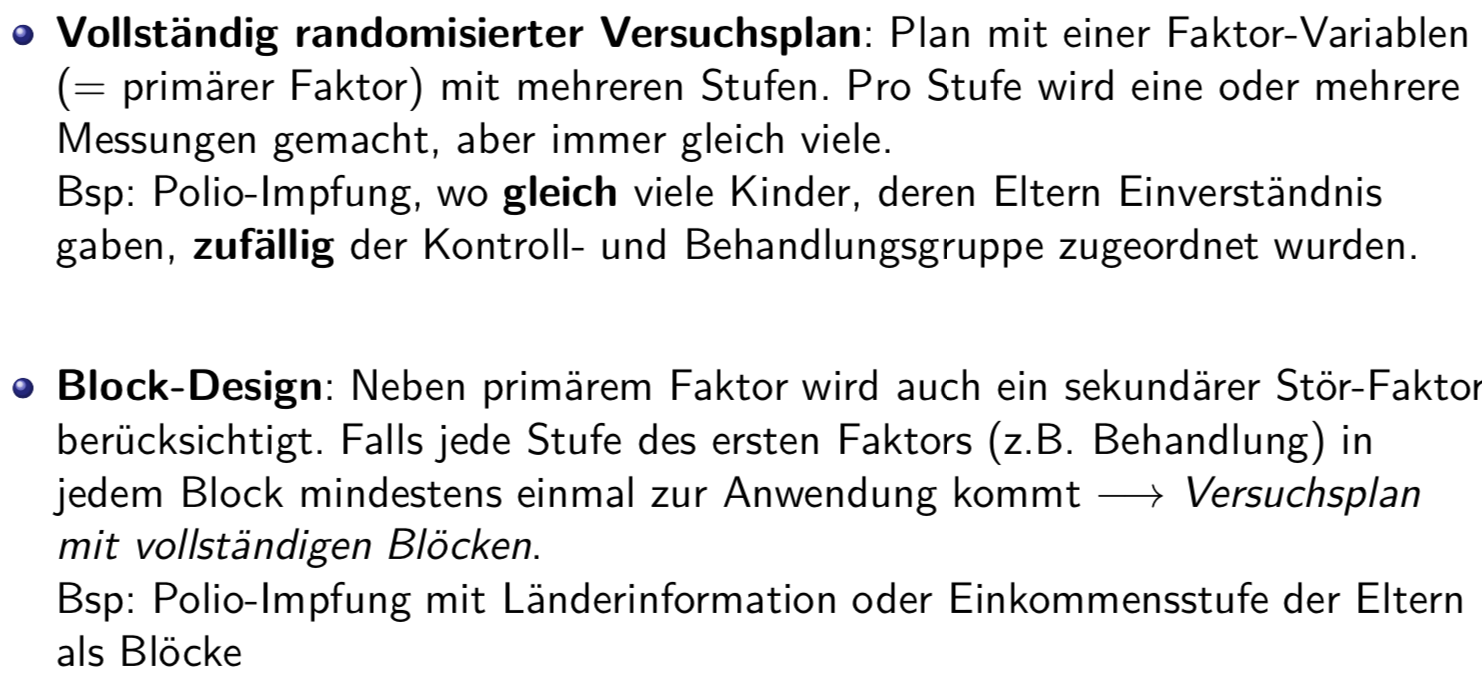 Vollständig randomisierter Versuchsplan: Plan mit einer Faktor-Variablen
(= primärer Faktor) mit mehreren Stufen. Pro Stufe wird eine oder mehrere
Messungen gemacht, aber immer gleich viele.
Bsp: Polio-Impfung, wo gleich viele Kinder, deren Eltern Einverständnis
gaben, zufällig der Kontroll- und Behandlungsgruppe zugeordnet wurden.
Block-Design: Neben primärem Faktor wird auch ein sekundärer Stör-Faktor
berücksichtigt. Falls jede Stufe des ersten Faktors (z.B. Behandlung) in
jedem Block mindestens einmal zur Anwendung kommt ⟶ Versuchsplan
mit vollständigen Blöcken.
Bsp: Polio-Impfung mit Länderinformation oder Einkommensstufe der Eltern
als Blöcke